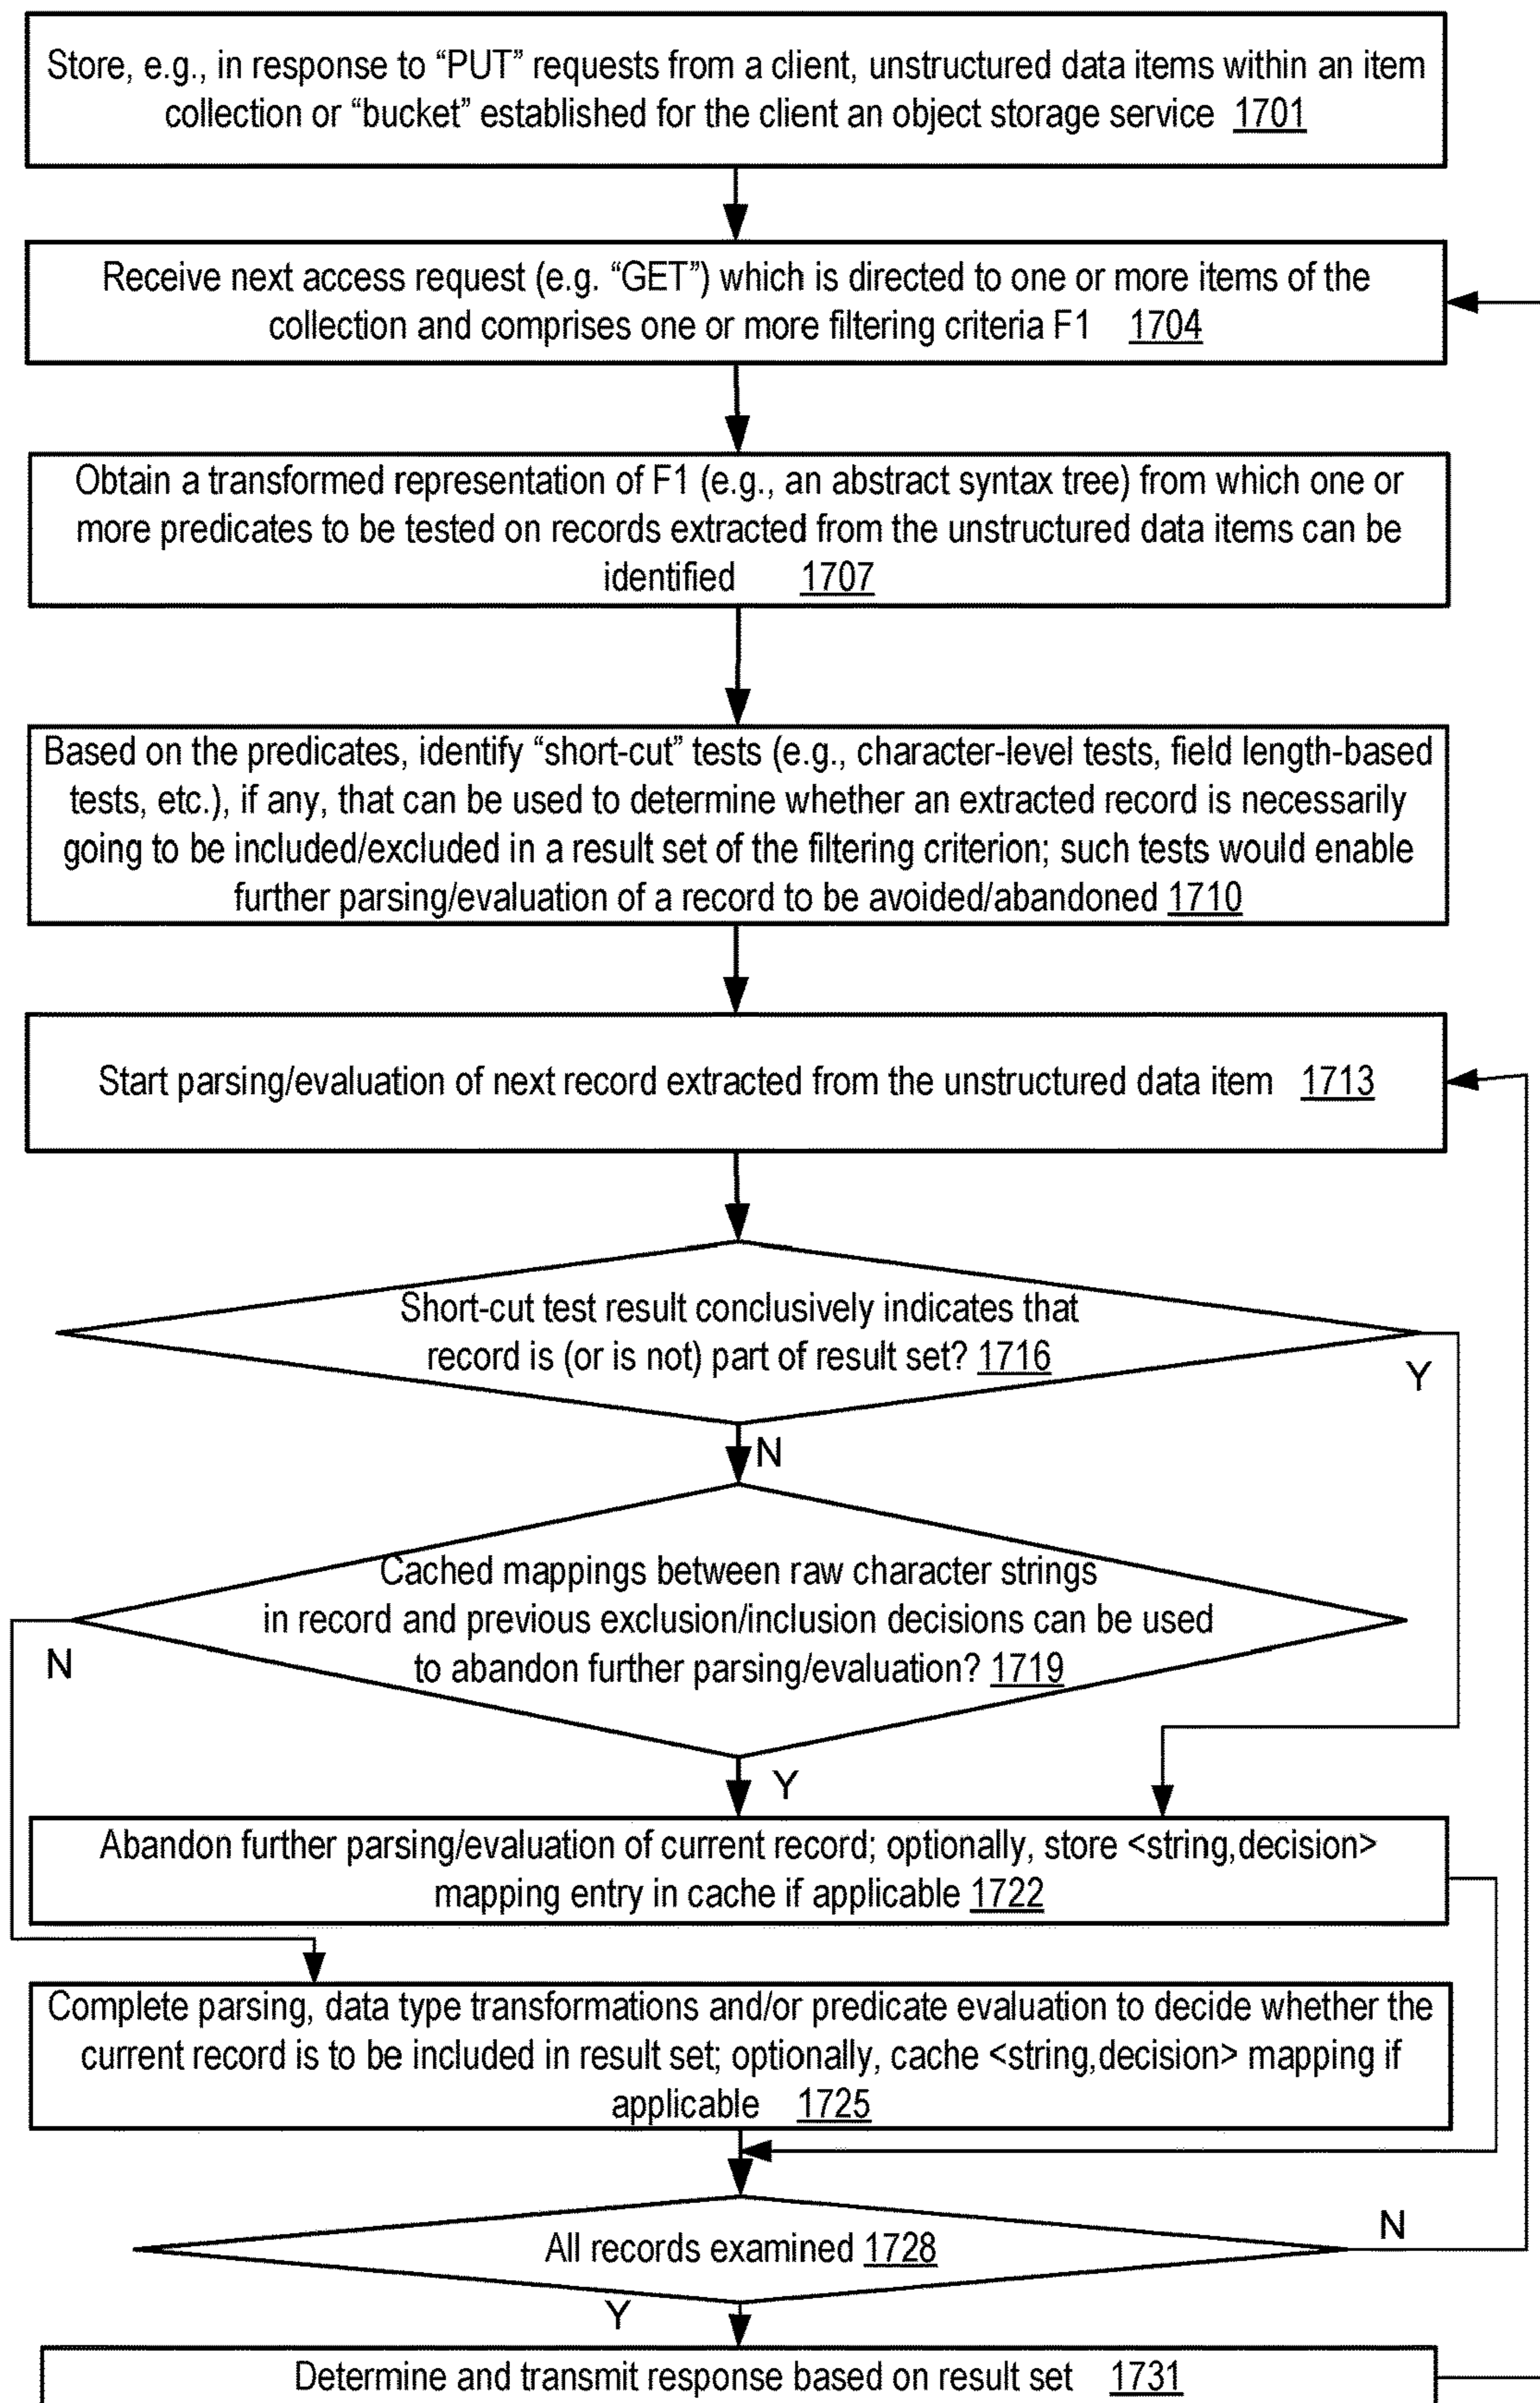 Store, e.g., in response to “PUT” requests from a client, unstructured data items within an item
collection or “bucket” established for the client an object storage service 1701
Receive next access request (e.g. “GET”) which is directed to one or more items of the
collection and comprises one or more filtering criteria F1 1704
Obtain a transformed representation of F1 (e.g., an abstract syntax tree) from which one or
more predicates to be tested on records extracted from the unstructured data items can be
identified 1707
Based on the predicates, identify “short-cut” tests (e.g., character-level tests, field length-based
tests, etc.), if any, that can be used to determine whether an extracted record is necessarily
going to be included/excluded in a result set of the filtering criterion; such tests would enable
further parsing/evaluation of a record to be avoided/abandoned 1710
Start parsing/evaluation of next record extracted from the unstructured data item 1713
Short-cut test result conclusively indicates that
record is (or is not) part of result set? 1716
Y
N
Cached mappings between raw character strings
in record and previous exclusion/inclusion decisions can be used
to abandon further parsing/evaluation? 1719
N
Y
Abandon further parsing/evaluation of current record; optionally, store <string,decision>
mapping entry in cache if applicable 1722
Complete parsing, data type transformations and/or predicate evaluation to decide whether the
current record is to be included in result set; optionally, cache <string,decision> mapping if
applicable 1725
All records examined 1728
N
Y
Determine and transmit response based on result set 1731